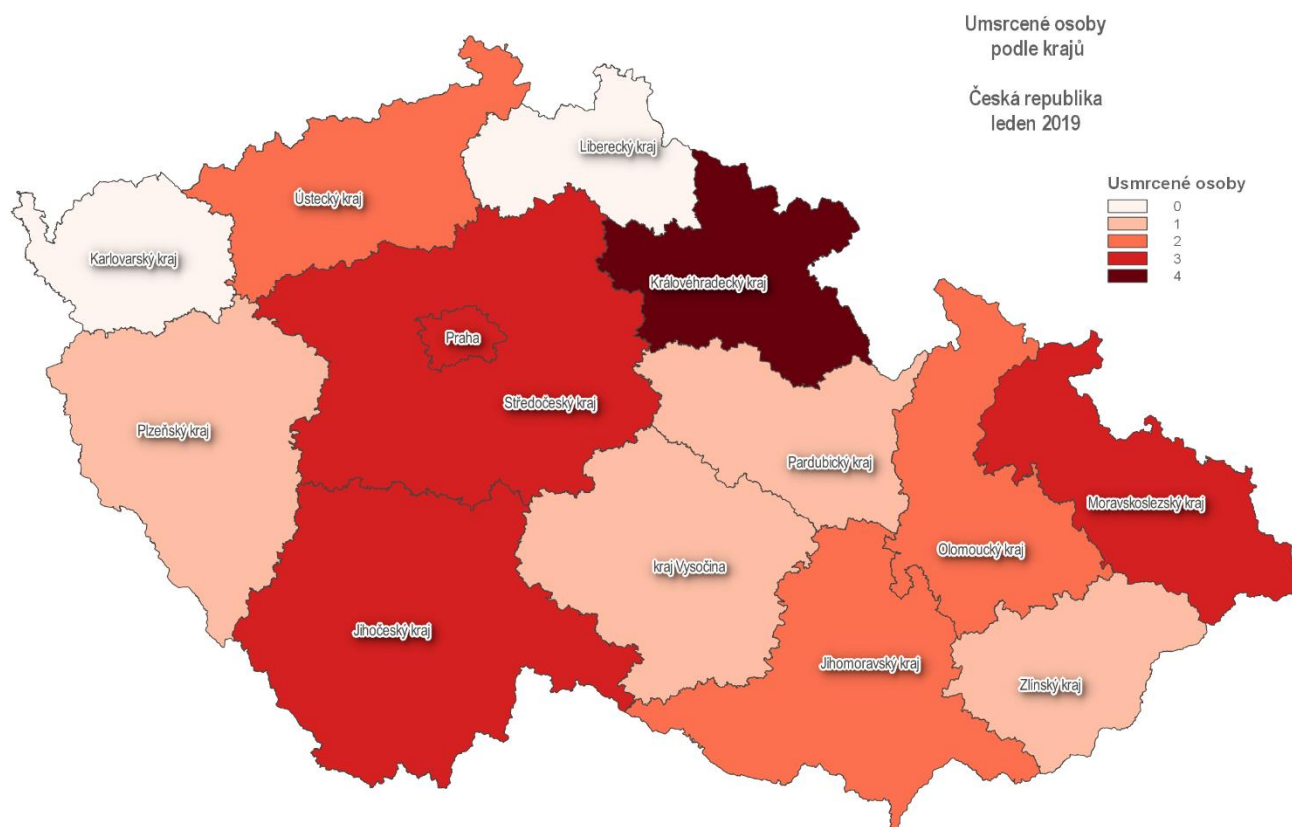 Umsrcené osoby
podle krajů
Česká republika
leden 2019
Usmrcené osoby
0
1
2
3
4
Liberecký kraj
Ústecký kraj
Karlovarský kraj
Královéhradecký kraj
Praha
Středočeský kraj
Plzeňský kraj
Pardubický kraj
Moravskoslezský kraj
Olomoucký kraj
kraj Vysočina
Jihočeský kraj
Jihomoravský kraj
Zlínský kraj